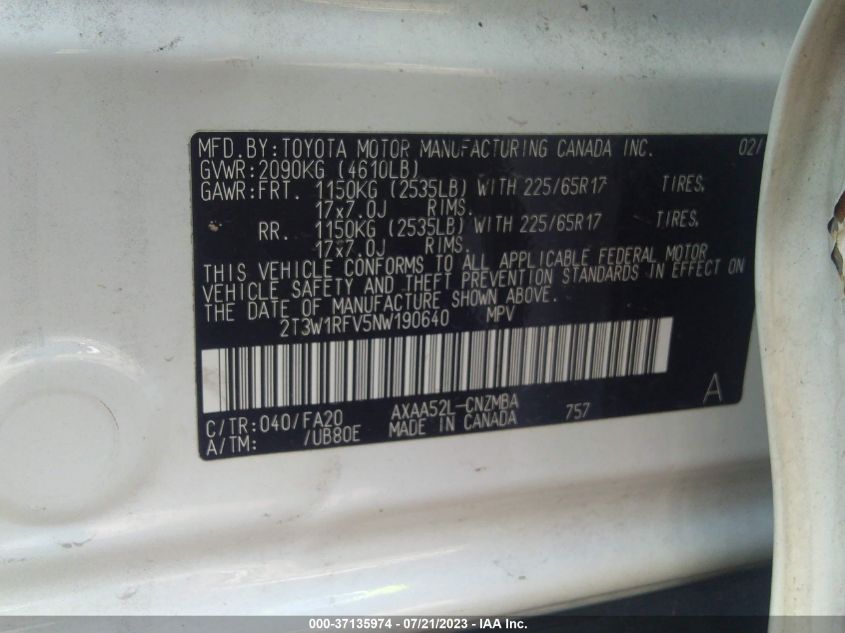 MFD.BY:TOYOTA MOTOR MANUFACTURING CANADA INC. 02/
GVWR:2090KG (4610LB)
GAWR:FRT. 1150KG (2535LB) WITH 225/65R17 TIRES,
17x7.0J RIMS.
RR. 1150KG (2535LB) WITH 225/65R17 TIRES,
17x7.0J RIMS.
THIS VEHICLE CONFORMS TO ALL APPLICABLE FEDERAL MOTOR
VEHICLE SAFETY AND THEFT PREVENTION STANDARDS IN EFFECT ON
THE DATE OF MANUFACTURE SHOWN ABOVE.
2T3W1RFV5NW190640 MPV
C/TR:040/FA20 AXAA52L-CNZMBA 757 A
A/TM: /UB80E MADE IN CANADA
000-37135974 / 07/21/2023 - IAA Inc.